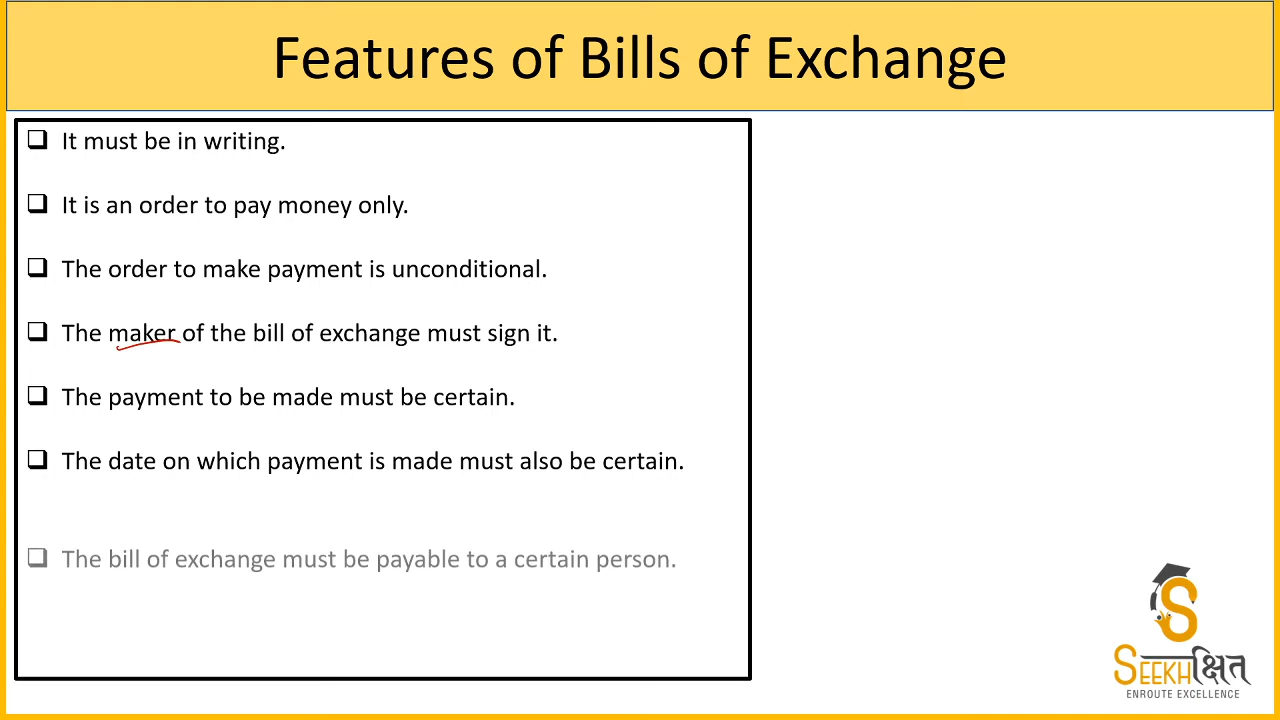 Features of Bills of Exchange
It must be in writing.
It is an order to pay money only.
The order to make payment is unconditional.
The maker of the bill of exchange must sign it.
The payment to be made must be certain.
The date on which payment is made must also be certain.
The bill of exchange must be payable to a certain person.
SEEKHक्षित
ENROUTE EXCELLENCE